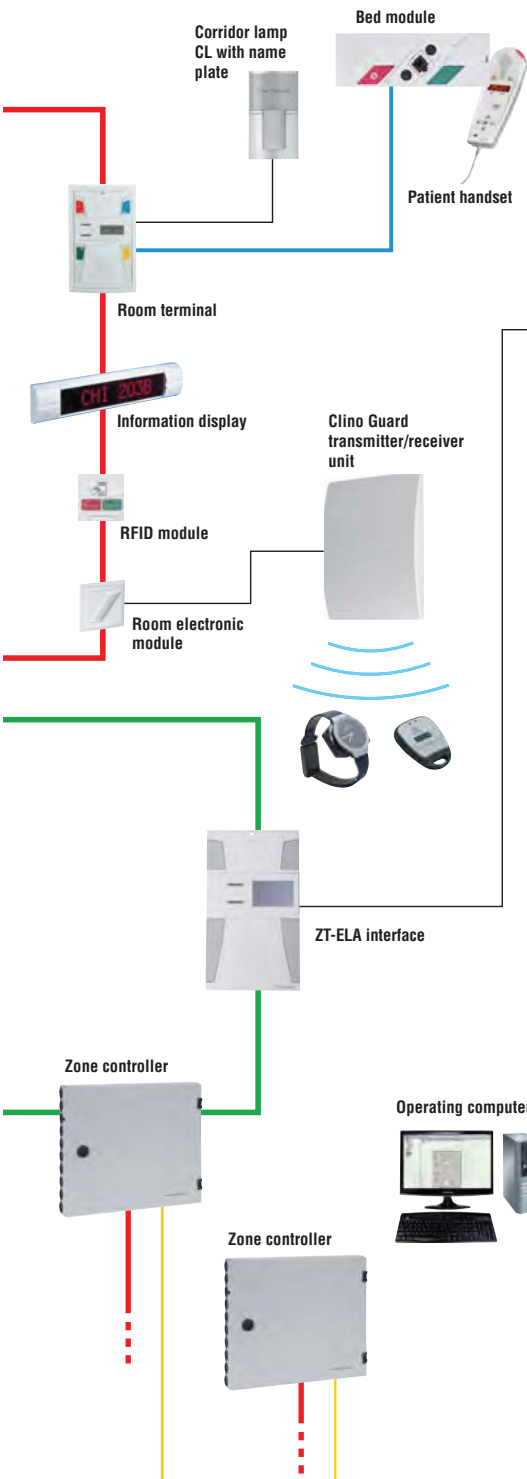 Bed module
Corridor lamp
CL with name
plate
Patient handset
Room terminal
CHI 2038
Information display
Clino Guard
transmitter/receiver
unit
RFID module
Room electronic
module
ZT-ELA interface
Zone controller
Operating computer
Zone controller